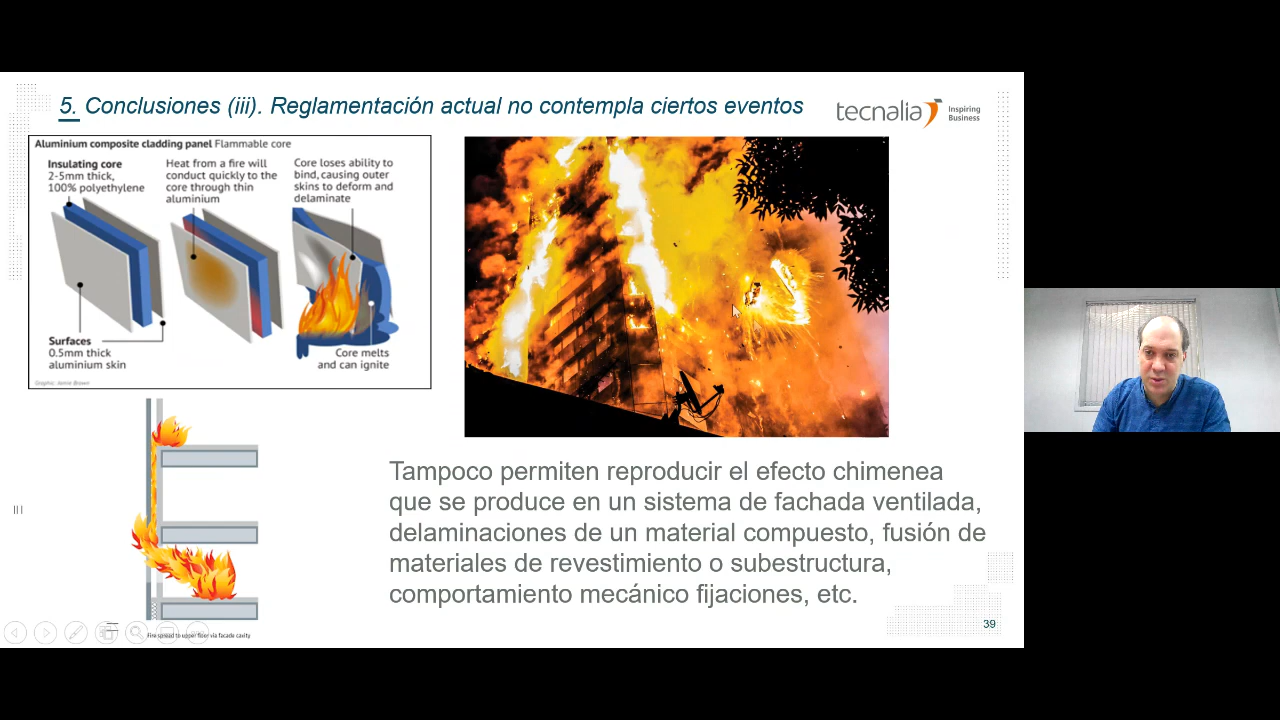 5. Conclusiones (iii). Reglamentación actual no contempla ciertos eventos
tecnalia
Inspiring
Business
Aluminium composite cladding panel Flammable core
Insulating core
2-5mm thick,
100% polyethylene
Heat from a fire will
conduct quickly to the
core through thin
aluminium
Core loses ability to
bind, causing outer
skins to deform and
delaminate
Surfaces
0.5mm thick
aluminium skin
Core melts
and can ignite
Graphic: Jamie Brown
Tampoco permiten reproducir el efecto chimenea
que se produce en un sistema de fachada ventilada,
delaminaciones de un material compuesto, fusión de
materiales de revestimiento o subestructura,
comportamiento mecánico fijaciones, etc.
Fire spread to upper floor via facade cavity
39